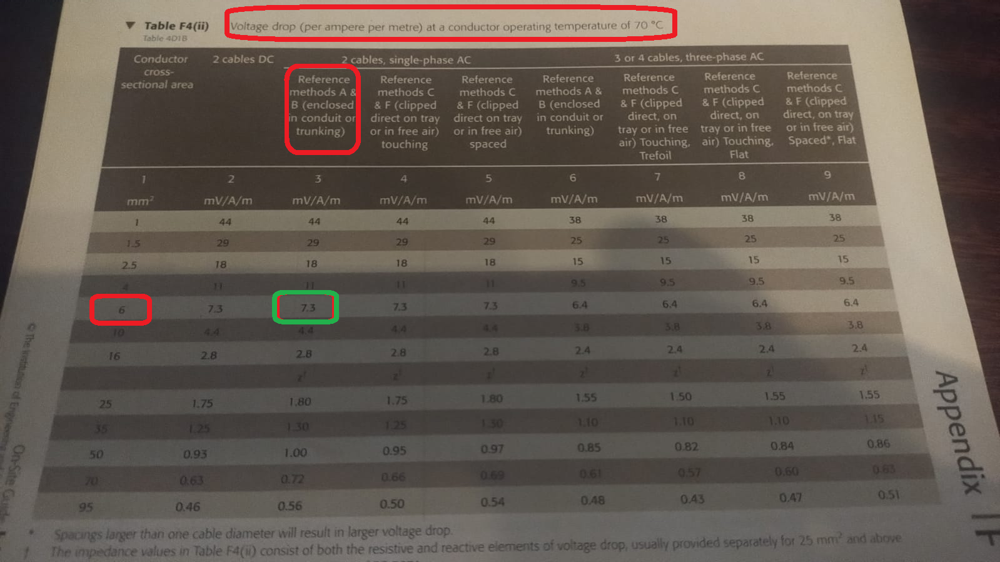 ▼ Table F4(ii) Voltage drop (per ampere per metre) at a conductor operating temperature of 70 °C
Table 4D1B
Conductor cross-sectional area 2 cables DC 2 cables, single-phase AC 3 or 4 cables, three-phase AC
Reference methods A & B (enclosed in conduit or trunking)
Reference methods C & F (clipped direct on tray or in free air) touching
Reference methods C & F (clipped direct on tray or in free air) spaced
Reference methods A & B (enclosed in conduit or trunking)
Reference methods C & F (clipped direct, on tray or in free air) Touching, Trefoil
Reference methods C & F (clipped direct, on tray or in free air) Touching, Flat
Reference methods C & F (clipped direct, on tray or in free air) Spaced*, Flat
1 2 3 4 5 6 7 8 9
mm² mV/A/m mV/A/m mV/A/m mV/A/m mV/A/m mV/A/m mV/A/m mV/A/m
1 44 44 44 44 38 38 38 38
1.5 29 29 29 29 25 25 25 25
2.5 18 18 18 18 15 15 15 15
4 11 11 11 11 9.5 9.5 9.5 9.5
6 7.3 7.3 7.3 7.3 6.4 6.4 6.4 6.4
10 4.4 4.4 4.4 4.4 3.8 3.8 3.8 3.8
16 2.8 2.8 2.8 2.8 2.4 2.4 2.4 2.4
z† z† z† z† z† z† z†
25 1.75 1.80 1.75 1.80 1.55 1.50 1.55 1.55
35 1.25 1.30 1.25 1.30 1.10 1.10 1.10 1.15
50 0.93 1.00 0.95 0.97 0.85 0.82 0.84 0.86
70 0.63 0.72 0.66 0.69 0.61 0.57 0.60 0.63
95 0.46 0.56 0.50 0.54 0.48 0.43 0.47 0.51
* Spacings larger than one cable diameter will result in larger voltage drop.
† The impedance values in Table F4(ii) consist of both the resistive and reactive elements of voltage drop, usually provided separately for 25 mm² and above
Appendix F
© The Institution of Engineering and
On-Site Guide